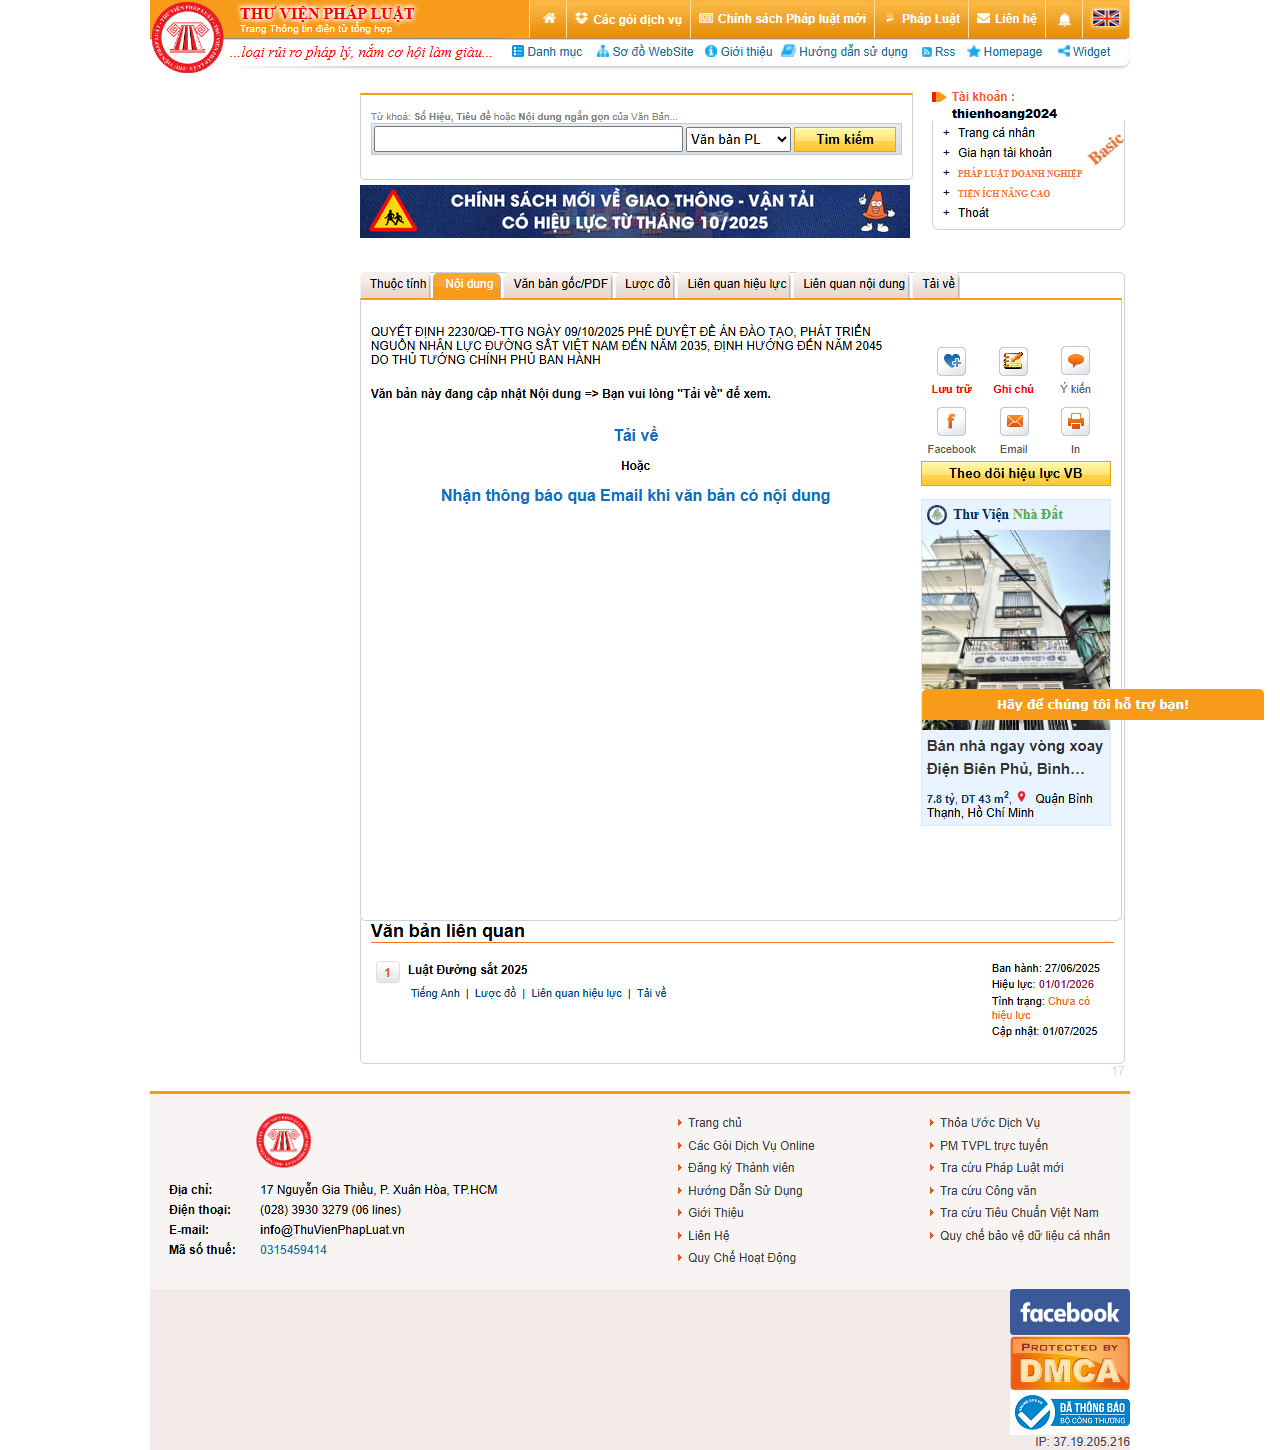 THƯ VIỆN PHÁP LUẬT
Trang Thông tin điện tử tổng hợp
Các gói dịch vụ
Chính sách Pháp luật mới
Pháp Luật
Liên hệ
...loại rủi ro pháp lý, nắm cơ hội làm giàu...
Danh mục
Sơ đồ WebSite
Giới thiệu
Hướng dẫn sử dụng
Rss
Homepage
Widget
Từ khoá: Số Hiệu, Tiêu đề hoặc Nội dung ngắn gọn của Văn Bản...
Văn bản PL
Tìm kiếm
Tài khoản :
thienhoang2024
+ Trang cá nhân
+ Gia hạn tài khoản
+ PHÁP LUẬT DOANH NGHIỆP
+ TIỆN ÍCH NÂNG CAO
+ Thoát
Basic
CHÍNH SÁCH MỚI VỀ GIAO THÔNG - VẬN TẢI
CÓ HIỆU LỰC TỪ THÁNG 10/2025
Thuộc tính
Nội dung
Văn bản gốc/PDF
Lược đồ
Liên quan hiệu lực
Liên quan nội dung
Tải về
QUYẾT ĐỊNH 2230/QĐ-TTG NGÀY 09/10/2025 PHÊ DUYỆT ĐỀ ÁN ĐÀO TẠO, PHÁT TRIỂN
NGUỒN NHÂN LỰC ĐƯỜNG SẮT VIỆT NAM ĐẾN NĂM 2035, ĐỊNH HƯỚNG ĐẾN NĂM 2045
DO THỦ TƯỚNG CHÍNH PHỦ BAN HÀNH
Văn bản này đang cập nhật Nội dung => Bạn vui lòng "Tải về" để xem.
Tải về
Hoặc
Nhận thông báo qua Email khi văn bản có nội dung
Lưu trữ
Ghi chú
Ý kiến
Facebook
Email
In
Theo dõi hiệu lực VB
Thư Viện Nhà Đất
Hãy để chúng tôi hỗ trợ bạn!
Bán nhà ngay vòng xoay
Điện Biên Phủ, Bình...
7.8 tỷ, DT 43 m2, Quận Bình
Thạnh, Hồ Chí Minh
Văn bản liên quan
1
Luật Đường sắt 2025
Tiếng Anh | Lược đồ | Liên quan hiệu lực | Tải về
Ban hành: 27/06/2025
Hiệu lực: 01/01/2026
Tình trạng: Chưa có
hiệu lực
Cập nhật: 01/07/2025
17
Địa chỉ: 17 Nguyễn Gia Thiều, P. Xuân Hòa, TP.HCM
Điện thoại: (028) 3930 3279 (06 lines)
E-mail: info@ThuVienPhapLuat.vn
Mã số thuế: 0315459414
Trang chủ
Các Gói Dịch Vụ Online
Đăng ký Thành viên
Hướng Dẫn Sử Dụng
Giới Thiệu
Liên Hệ
Quy Chế Hoạt Động
Thỏa Ước Dịch Vụ
PM TVPL trực tuyến
Tra cứu Pháp Luật mới
Tra cứu Công văn
Tra cứu Tiêu Chuẩn Việt Nam
Quy chế bảo vệ dữ liệu cá nhân
facebook
PROTECTED BY
DMCA
ĐÃ THÔNG BÁO
BỘ CÔNG THƯƠNG
IP: 37.19.205.216